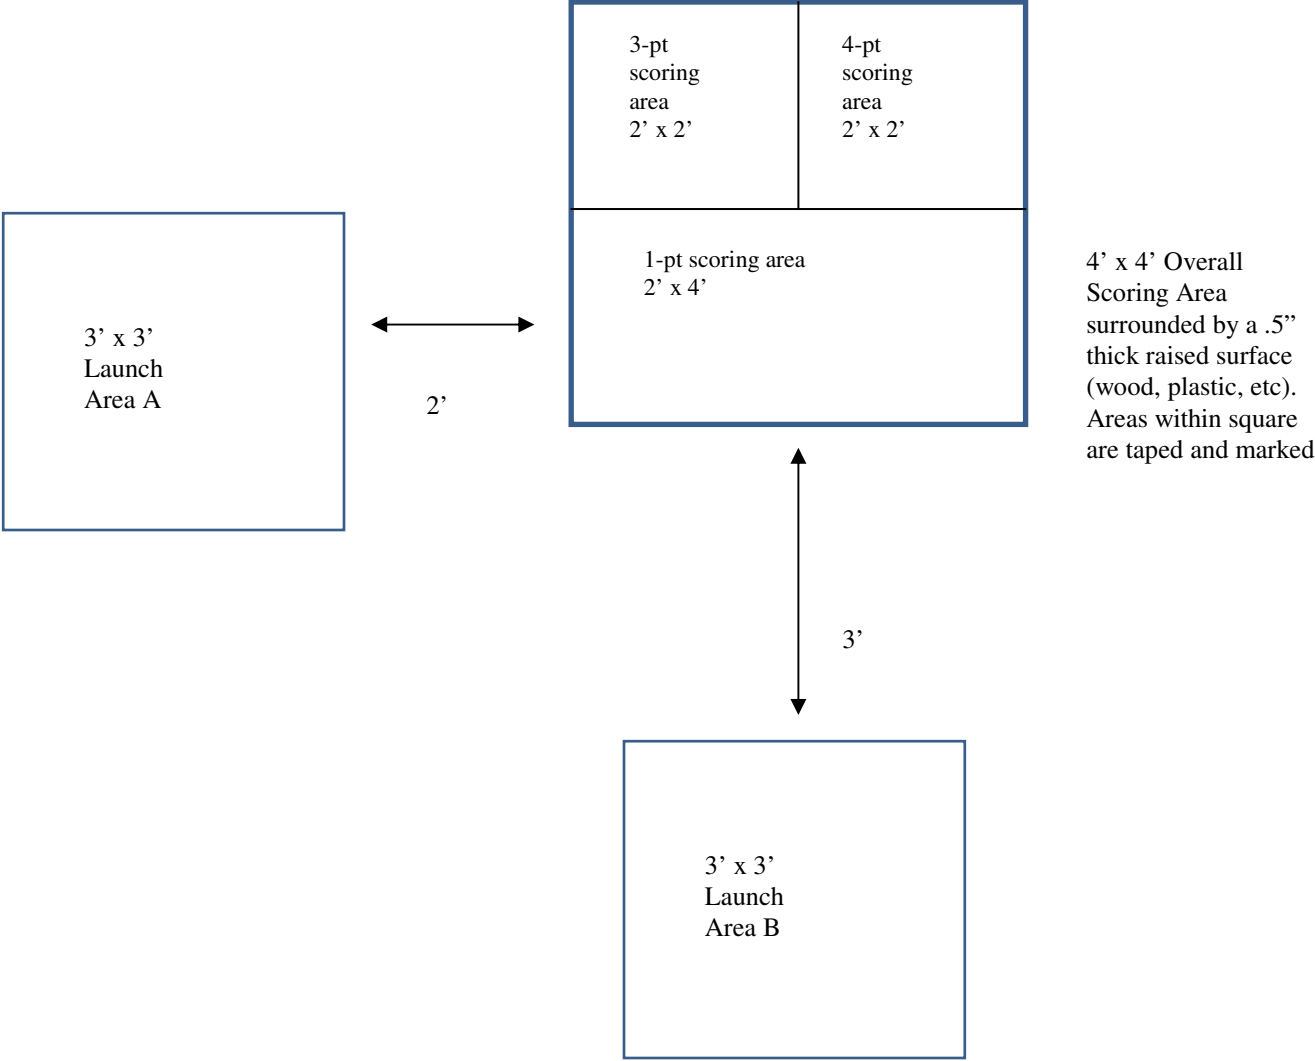 3-pt
scoring
area
2’ x 2’
4-pt
scoring
area
2’ x 2’
1-pt scoring area
2’ x 4’
4’ x 4’ Overall
Scoring Area
surrounded by a .5”
thick raised surface
(wood, plastic, etc).
Areas within square
are taped and marked
3’ x 3’
Launch
Area A
2’
3’
3’ x 3’
Launch
Area B